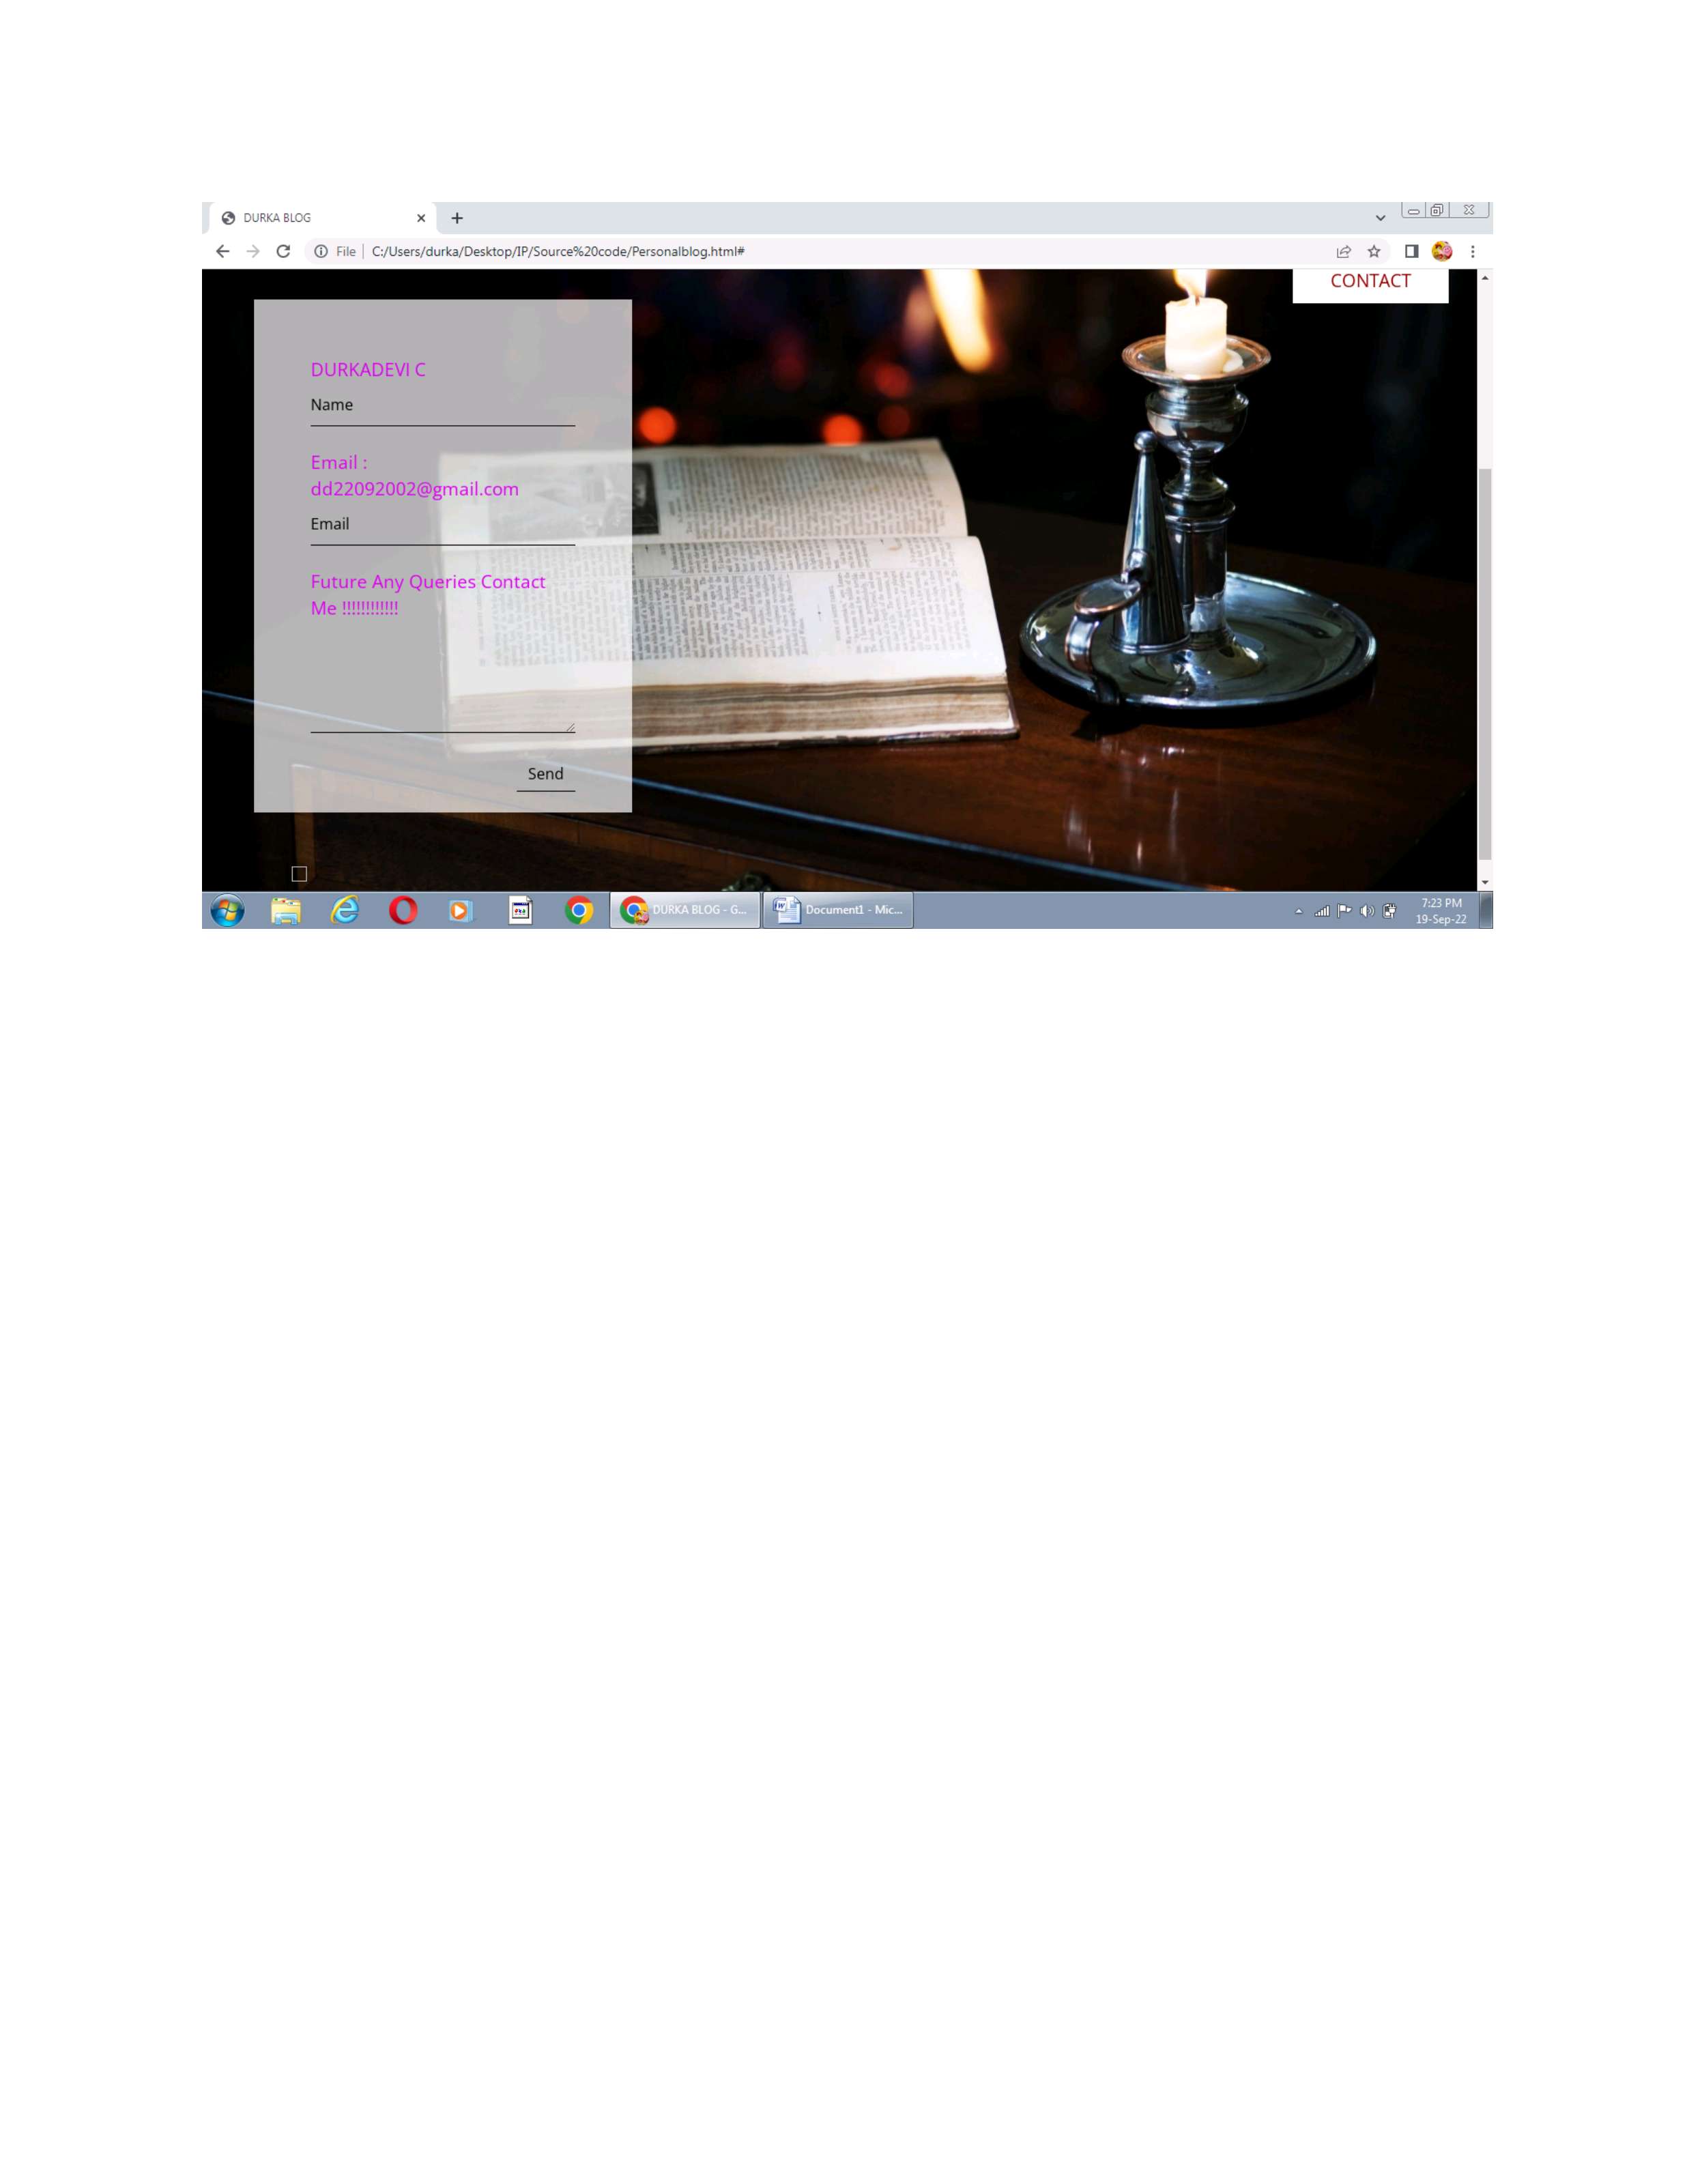 DURKA BLOG
File
C:/Users/durka/Desktop/IP/Source%20code/Personalblog.html#
CONTACT
DURKADEVI C
Name
Email :
dd22092002@gmail.com
Email
Future Any Queries Contact
Me !!!!!!!!!!!!
Send
DURKA BLOG - G...
Document1 - Mic...
7:23 PM
19-Sep-22